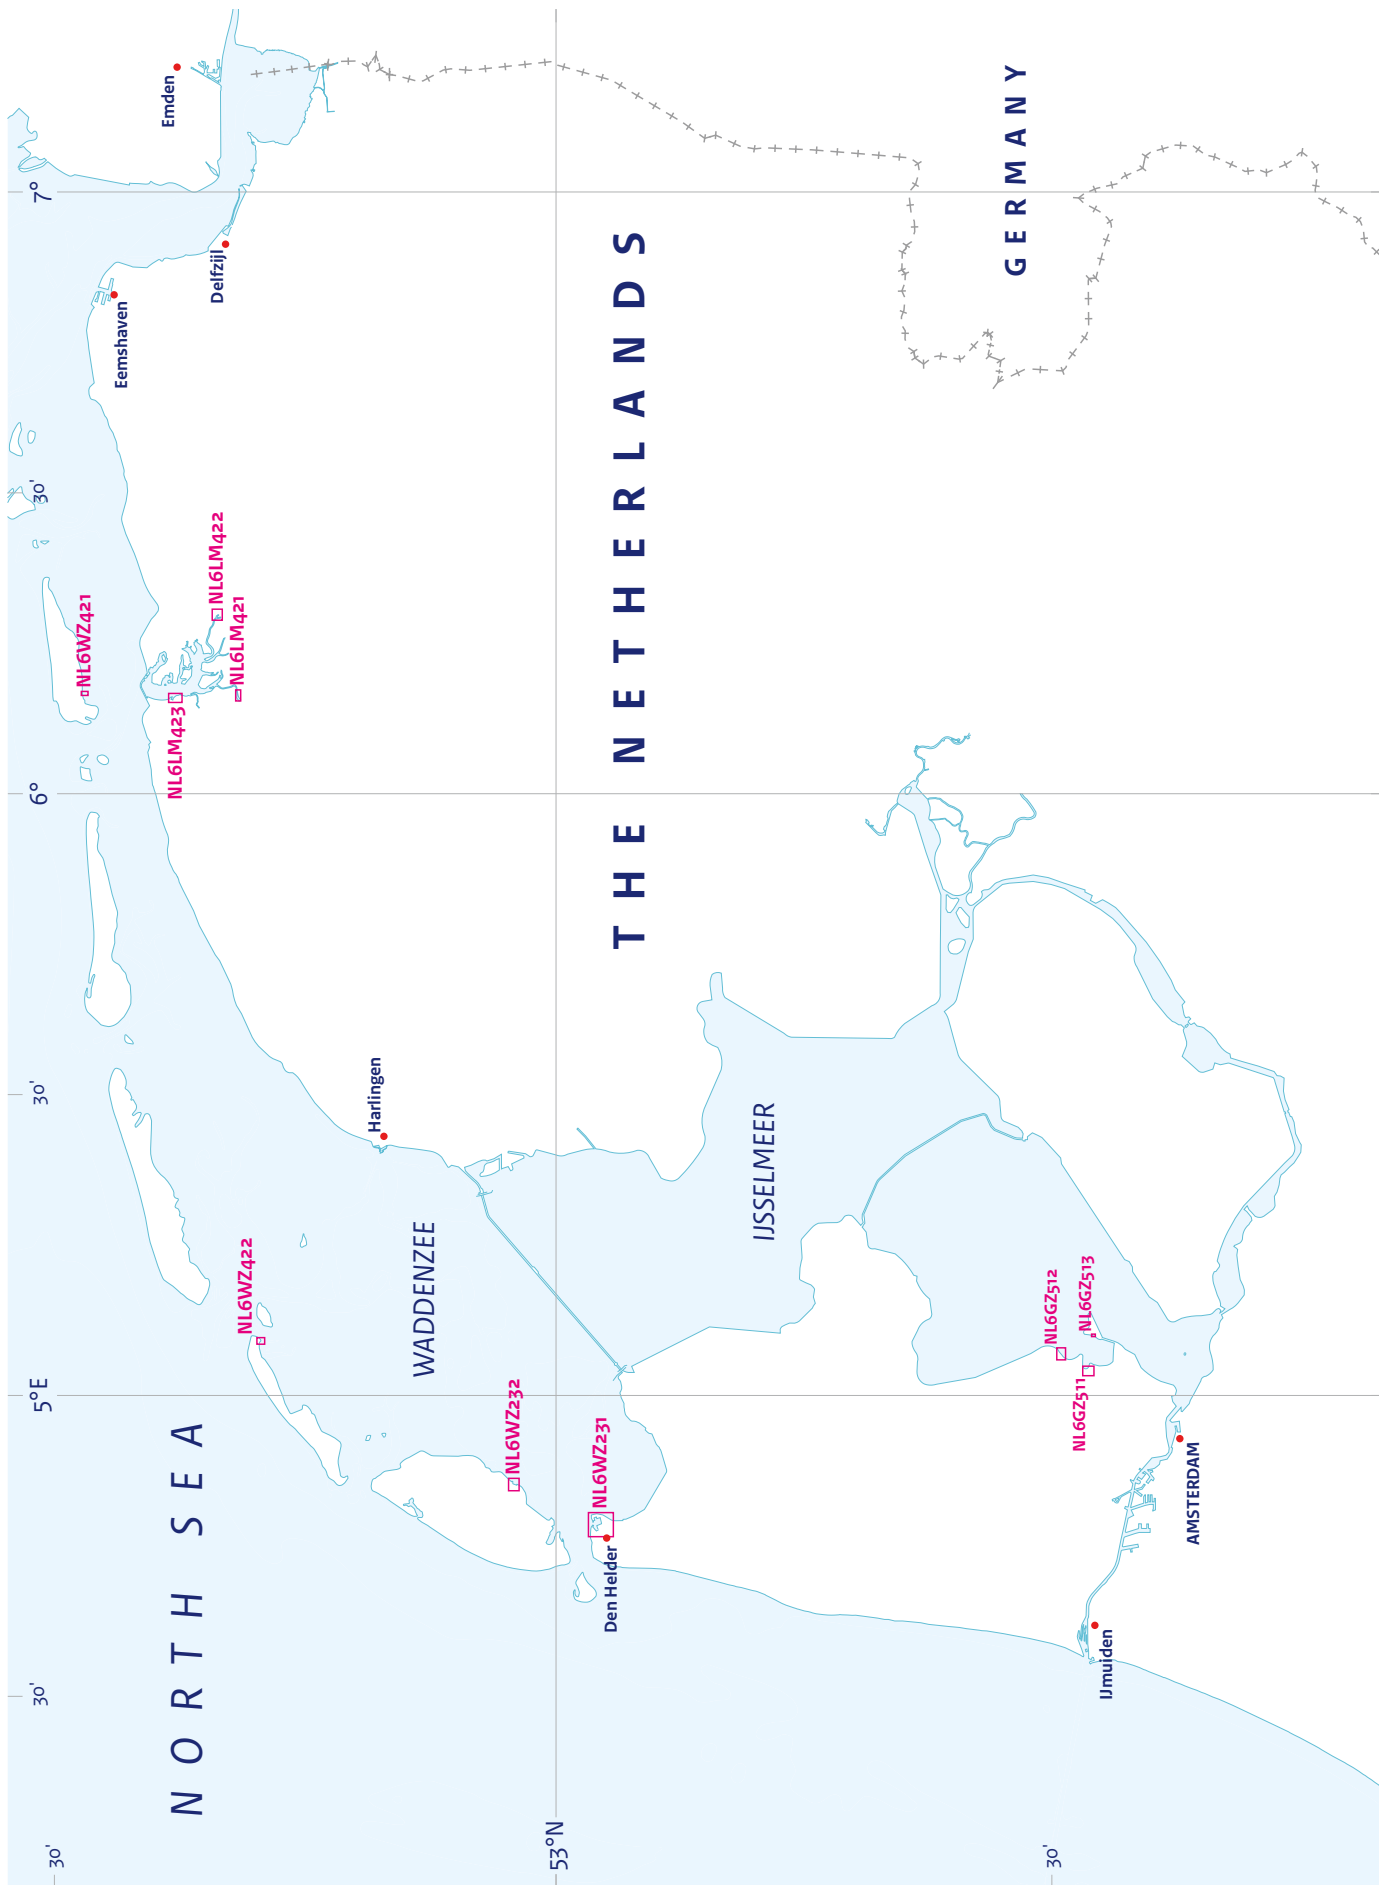 30'
5°E
30'
6°
30'
7°
30'
53°N
30'
NORTH SEA
WADDENZEE
IJSSELMEER
THE NETHERLANDS
GERMANY
NL6WZ421
NL6LM423
NL6LM422
NL6LM421
NL6WZ422
NL6WZ232
NL6WZ231
NL6GZ512
NL6GZ513
NL6GZ511
Emden
Delfzijl
Eemshaven
Harlingen
Den Helder
AMSTERDAM
IJmuiden